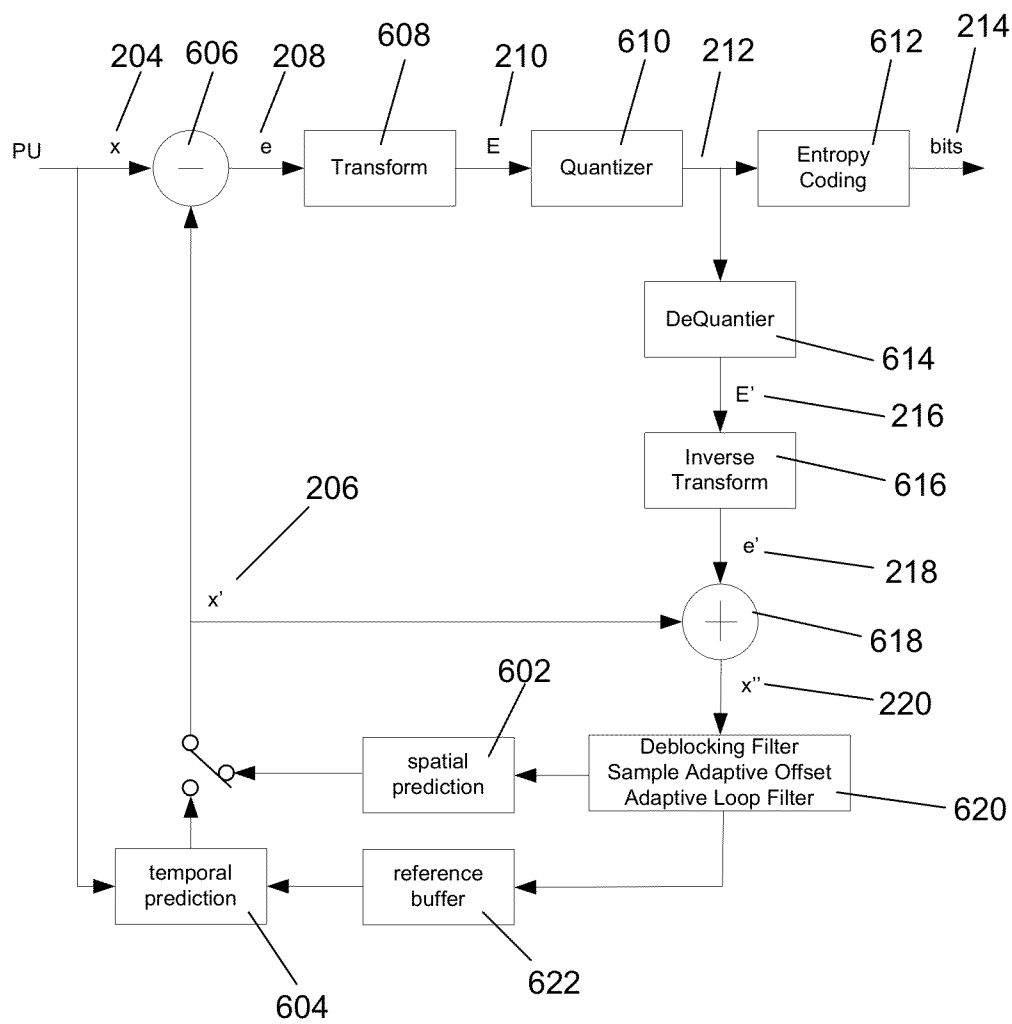 204
606
208
608
210
610
212
612
214
PU
x
e
Transform
E
Quantizer
Entropy
Coding
bits
DeQuantier
614
E'
216
Inverse
Transform
616
206
e'
218
x'
618
602
x''
220
spatial
prediction
Deblocking Filter
Sample Adaptive Offset
Adaptive Loop Filter
620
temporal
prediction
reference
buffer
604
622